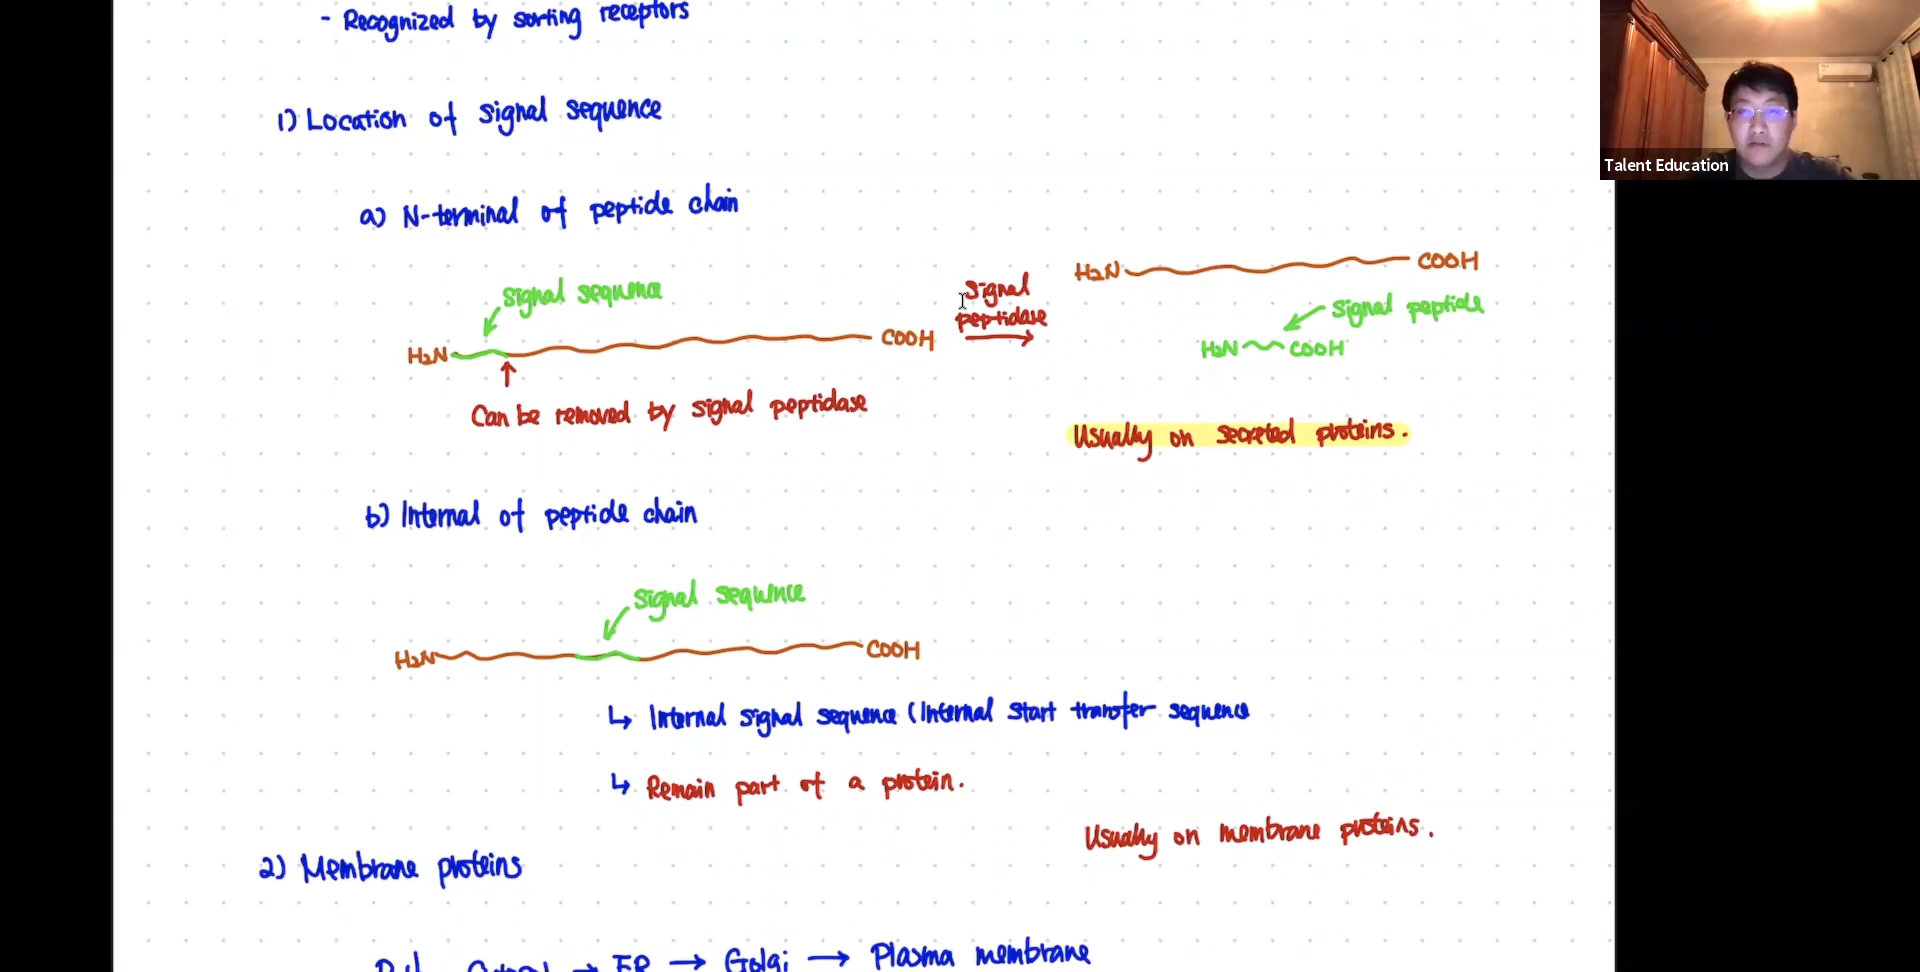 - Recognized by sorting receptors
1) Location of signal sequence
Talent Education
a) N-terminal of peptide chain
signal sequence
H2N COOH
Can be removed by signal peptidase
Signal
peptidase
H2N COOH
signal peptide
H2N COOH
Usually on secreted proteins.
b) Internal of peptide chain
signal sequence
H2N COOH
↳ Internal signal sequence (Internal start transfer sequence
↳ Remain part of a protein.
Usually on membrane proteins.
2) Membrane proteins
→ ER → Golgi → Plasma membrane